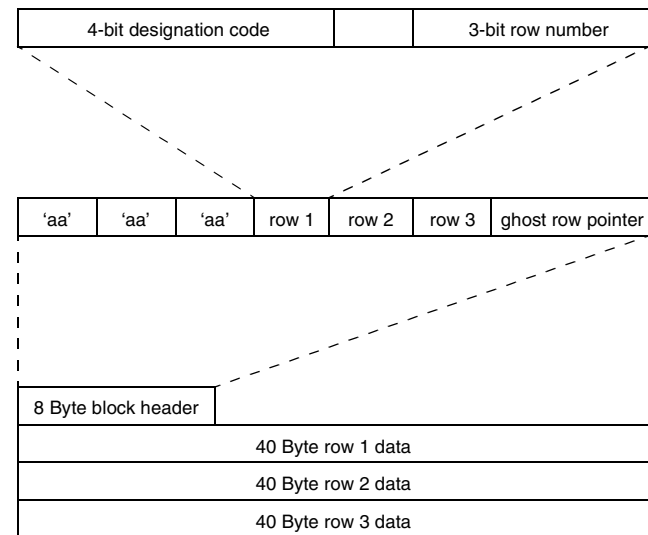 4-bit designation code 3-bit row number
‘aa’ ‘aa’ ‘aa’ row 1 row 2 row 3 ghost row pointer
8 Byte block header
40 Byte row 1 data
40 Byte row 2 data
40 Byte row 3 data